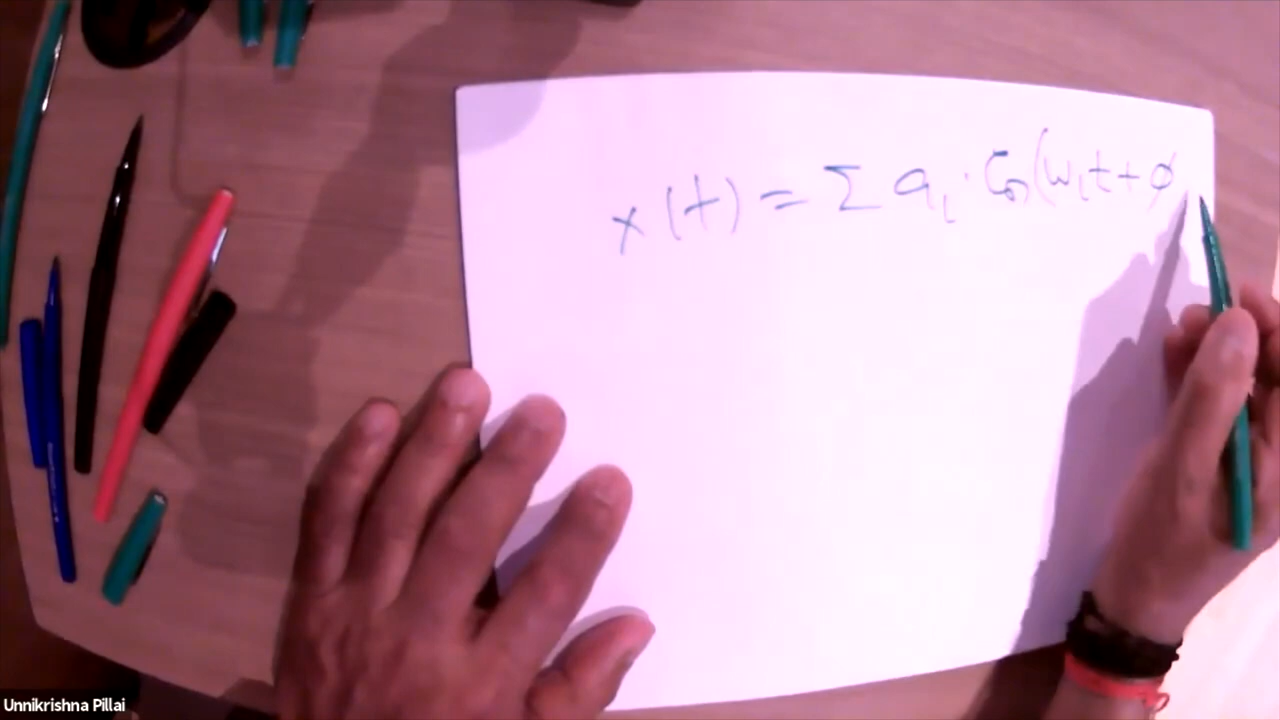 x(t) = Σ aᵢ · Cos(wᵢt + φ
Unnikrishna Pillai